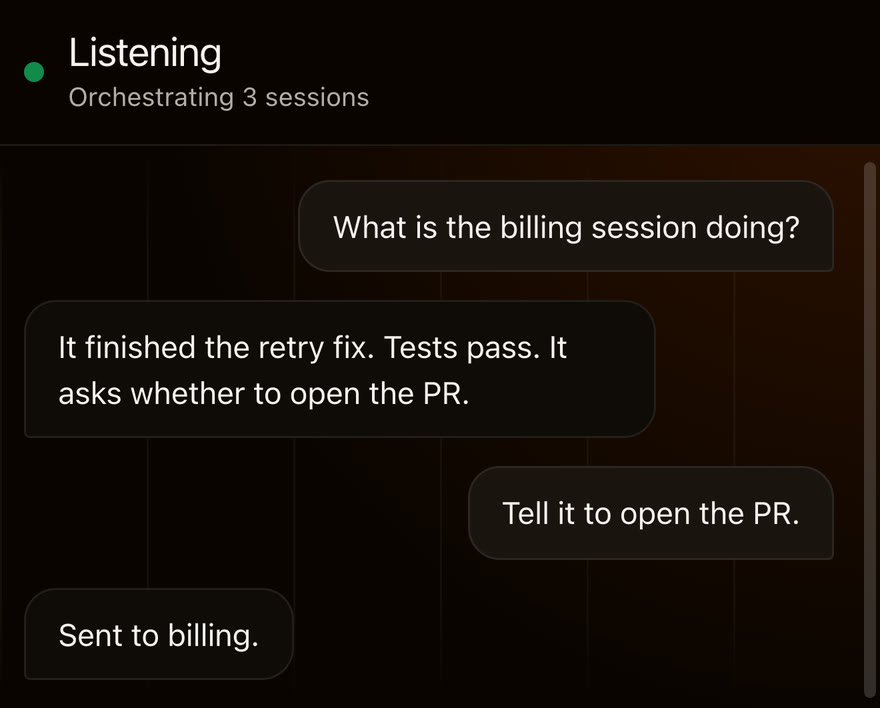 Listening
Orchestrating 3 sessions
What is the billing session doing?
It finished the retry fix. Tests pass. It
asks whether to open the PR.
Tell it to open the PR.
Sent to billing.